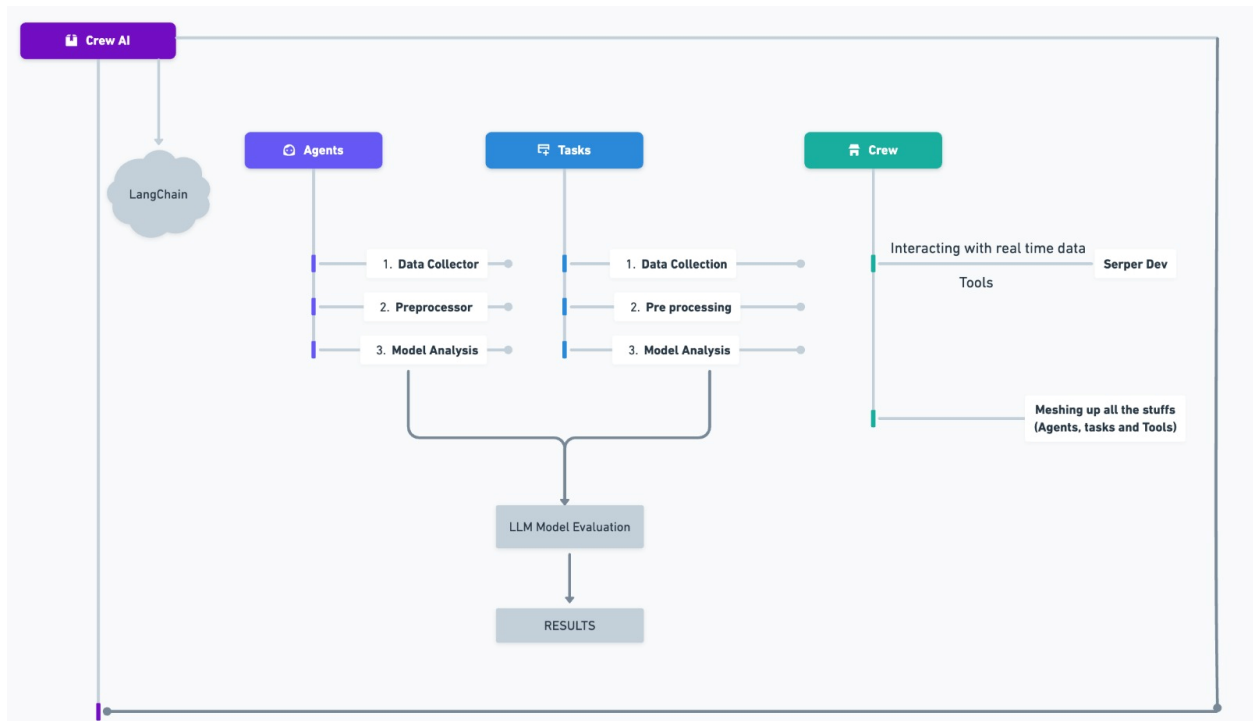 Crew AI
LangChain
Agents
Tasks
Crew
1. Data Collector
2. Preprocessor
3. Model Analysis
1. Data Collection
2. Pre processing
3. Model Analysis
Interacting with real time data
Tools
Serper Dev
Meshing up all the stuffs
(Agents, tasks and Tools)
LLM Model Evaluation
RESULTS